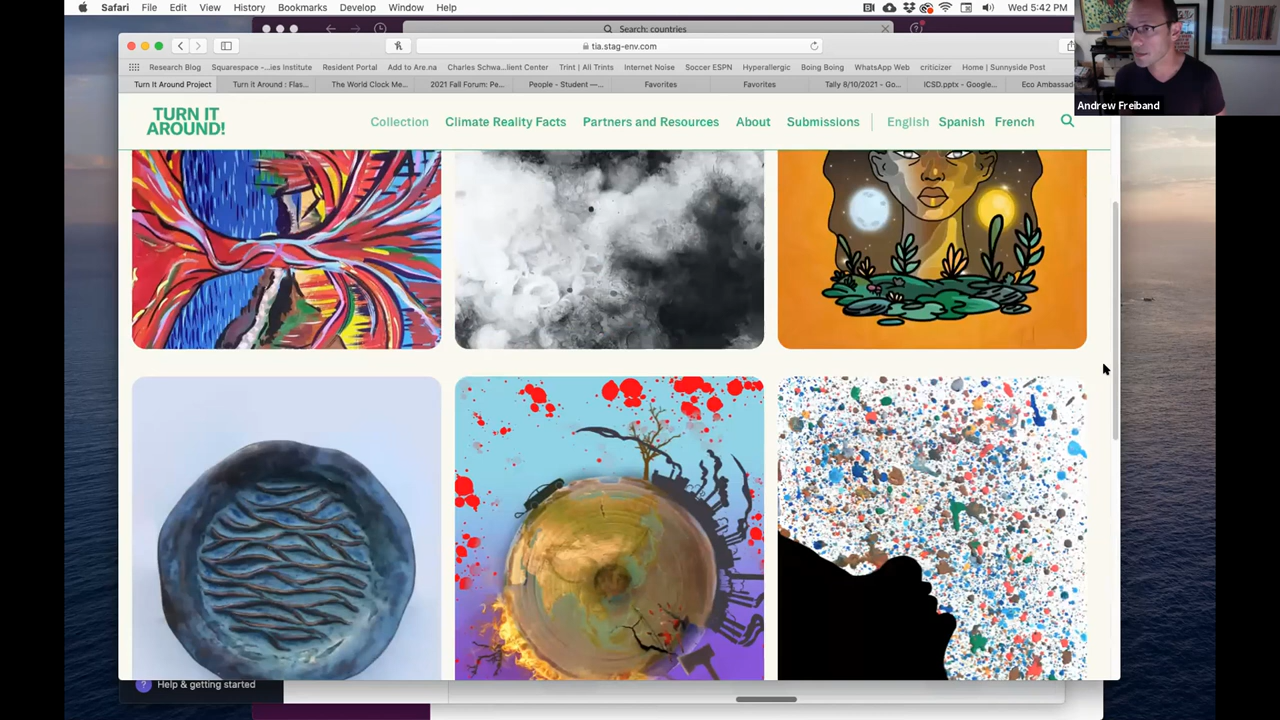 Safari File Edit View History Bookmarks Develop Window Help Wed 5:42 PM
Search: countries
tia.stag-env.com
Research Blog Squarespace -...ies Institute Resident Portal Add to Are.na Charles Schwa...lient Center Trint | All Trints Internet Noise Soccer ESPN Hyperallergic Boing Boing WhatsApp Web criticizer Home | Sunnyside Post
Turn It Around Project Turn it Around : Flas... The World Clock Me... 2021 Fall Forum: Pe... People - Student —... Favorites Favorites Tally 8/10/2021 - Go... ICSD.pptx - Google... Eco Ambassad
Andrew Freiband
TURN IT
AROUND!
Collection Climate Reality Facts Partners and Resources About Submissions English Spanish French
? Help & getting started